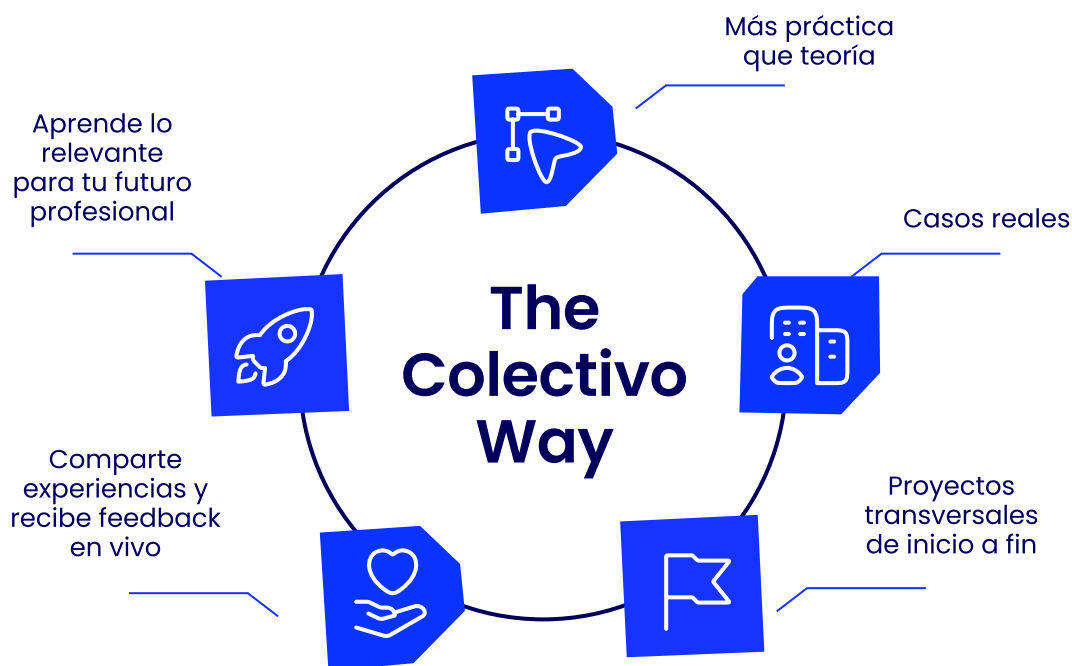 Más práctica
que teoría
Aprende lo
relevante
para tu futuro
profesional
Casos reales
The
Colectivo
Way
Comparte
experiencias y
recibe feedback
en vivo
Proyectos
transversales
de inicio a fin